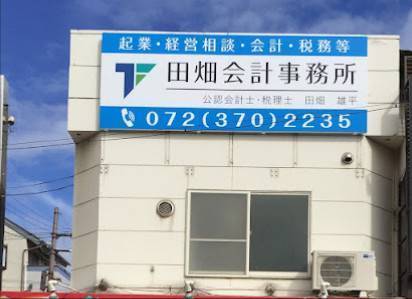 起業・経営相談・会計・税務等
田畑会計事務所
公認会計士・税理士 田畑 雄平
072(370)2235